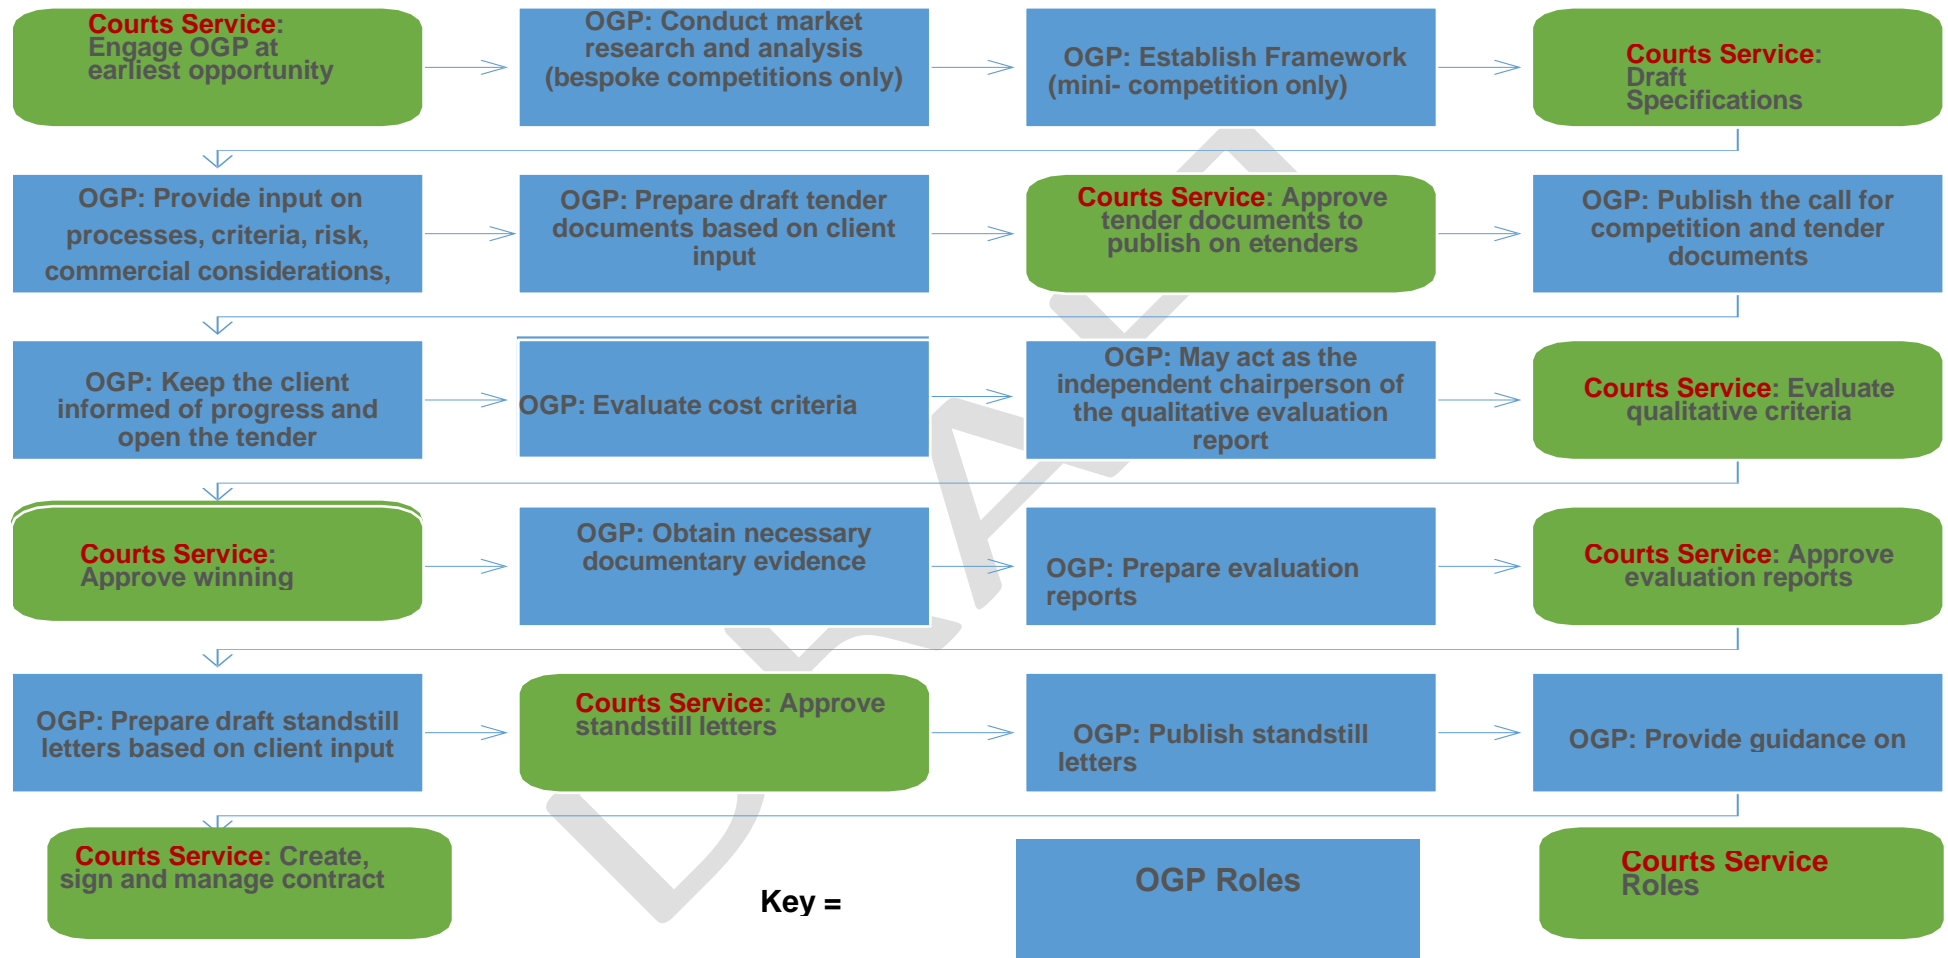 Courts Service:
Engage OGP at
earliest opportunity
OGP: Conduct market
research and analysis
(bespoke competitions only)
OGP: Establish Framework
(mini- competition only)
Courts Service:
Draft
Specifications
OGP: Provide input on
processes, criteria, risk,
commercial considerations,
OGP: Prepare draft tender
documents based on client
input
Courts Service: Approve
tender documents to
publish on etenders
OGP: Publish the call for
competition and tender
documents
OGP: Keep the client
informed of progress and
open the tender
OGP: Evaluate cost criteria
OGP: May act as the
independent chairperson of
the qualitative evaluation
report
Courts Service: Evaluate
qualitative criteria
Courts Service:
Approve winning
OGP: Obtain necessary
documentary evidence
OGP: Prepare evaluation
reports
Courts Service: Approve
evaluation reports
OGP: Prepare draft standstill
letters based on client input
Courts Service: Approve
standstill letters
OGP: Publish standstill
letters
OGP: Provide guidance on
Courts Service: Create,
sign and manage contract
Key =
OGP Roles
Courts Service
Roles
DRAFT